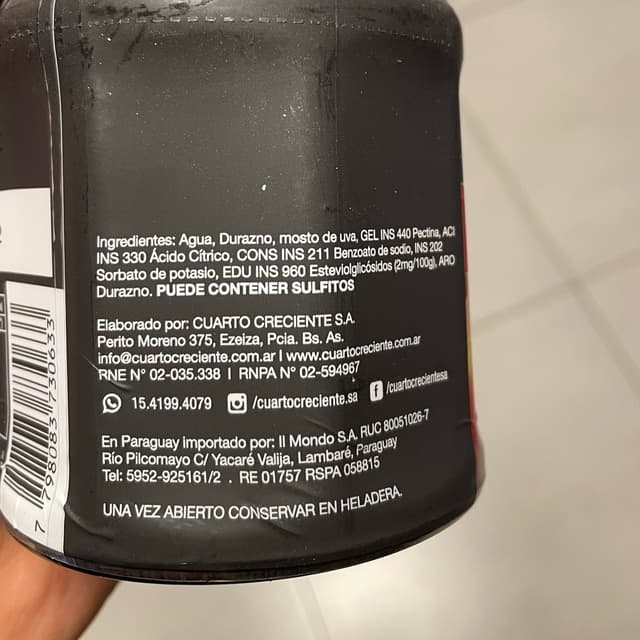 Ingredientes: Agua, Durazno, mosto de uva, GEL INS 440 Pectina, ACI
INS 330 Ácido Cítrico, CONS INS 211 Benzoato de sodio, INS 202
Sorbato de potasio, EDU INS 960 Esteviolglicósidos (2mg/100g), ARO
Durazno. PUEDE CONTENER SULFITOS
Elaborado por: CUARTO CRECIENTE S.A.
Perito Moreno 375, Ezeiza, Pcia. Bs. As.
info@cuartocreciente.com.ar | www.cuartocreciente.com.ar
RNE N° 02-035.338 | RNPA N° 02-594967
15.4199.4079 /cuartocreciente.sa /cuartocrecientesa
En Paraguay importado por: Il Mondo S.A. RUC 80051026-7
Río Pilcomayo C/ Yacaré Valija, Lambaré, Paraguay
Tel: 5952-925161/2 . RE 01757 RSPA 058815
UNA VEZ ABIERTO CONSERVAR EN HELADERA.
7 798083 730633